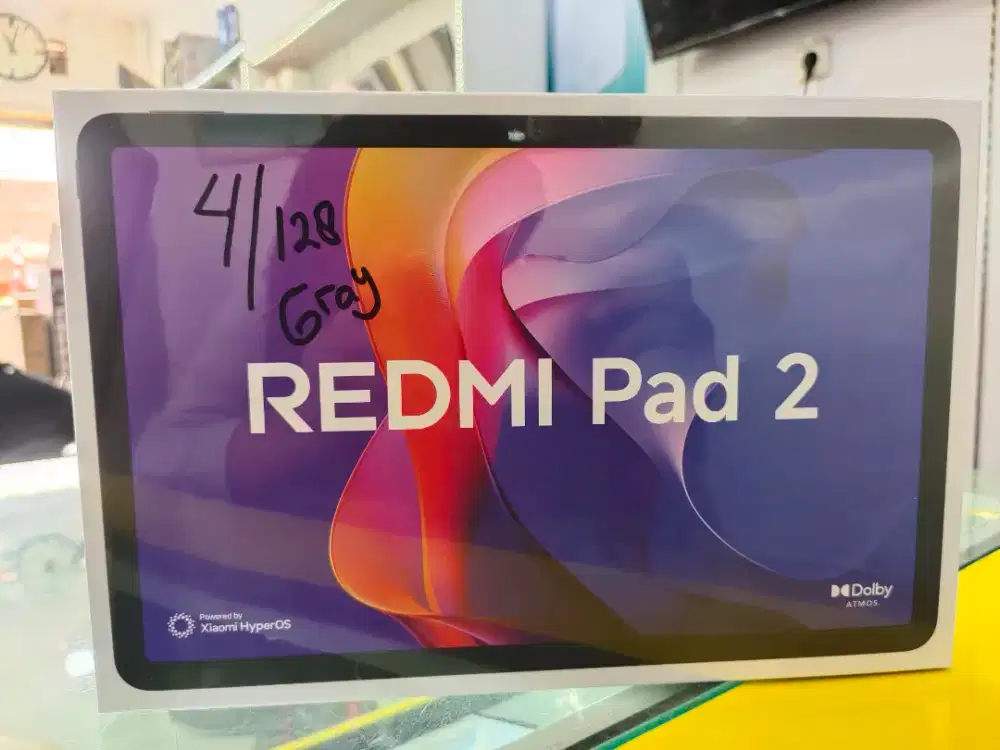 4/128
Gray
REDMI Pad 2
Powered by
Xiaomi HyperOS
Dolby
ATMOS